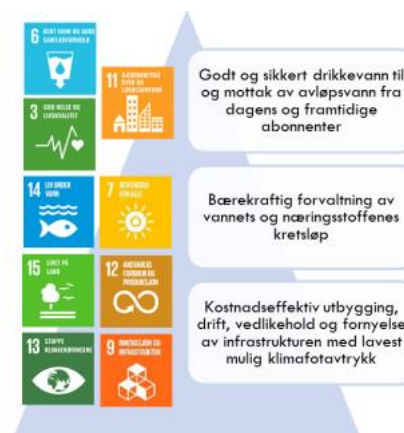 6 RENT VANN OG GODE
SANITÆRFORHOLD
11 BÆREKRAFTIGE
BYER OG
LOKALSAMFUNN
3 GOD HELSE OG
LIVSKVALITET
Godt og sikkert drikkevann til
og mottak av avløpsvann fra
dagens og framtidige
abonnenter
14 LIV UNDER
VANN
7 REN ENERGI
FOR ALLE
Bærekraftig forvaltning av
vannets og næringsstoffenes
kretsløp
15 LIVET PÅ
LAND
12 ANSVARLIG
FORBRUK OG
PRODUKSJON
13 STOPPE
KLIMAENDRINGENE
9 INNOVASJON OG
INFRASTRUKTUR
Kostnadseffektiv utbygging,
drift, vedlikehold og fornyelse
av infrastrukturen med lavest
mulig klimafotavtrykk